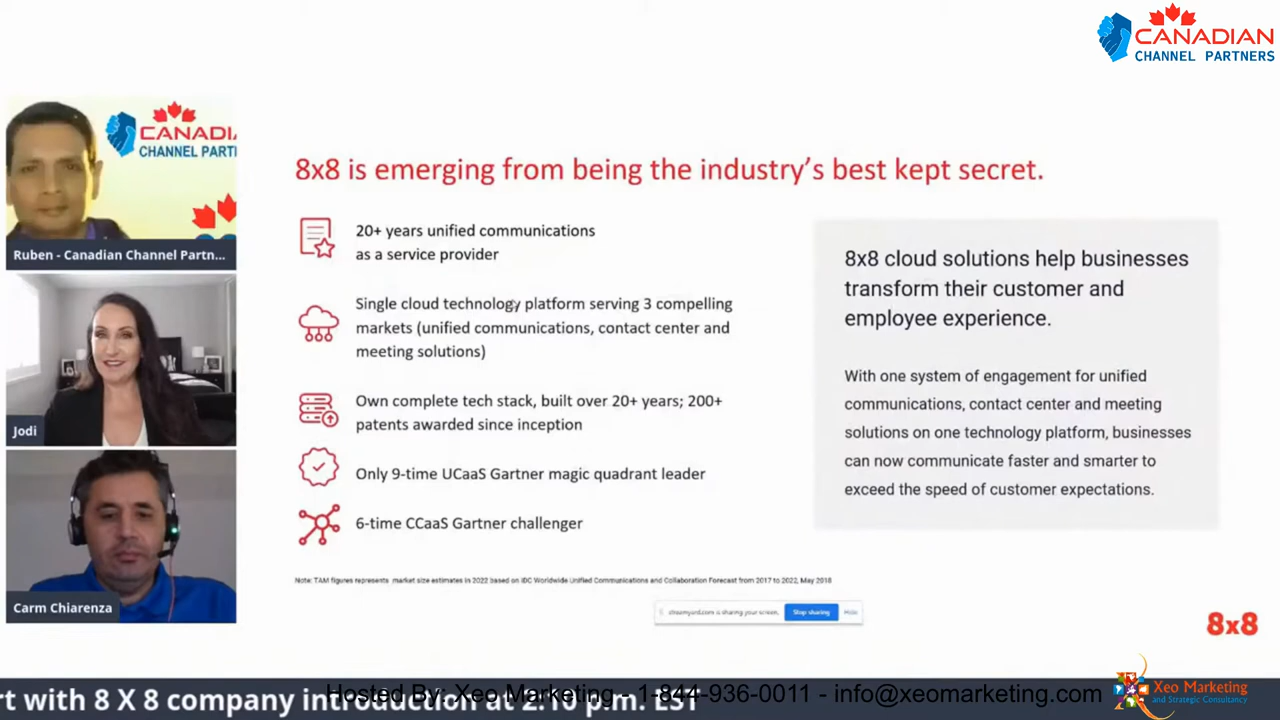 CANADIAN
CHANNEL PARTNERS
CANADI
CHANNEL PARTI
Ruben - Canadian Channel Partn...
Jodi
Carm Chiarenza
8x8 is emerging from being the industry's best kept secret.
20+ years unified communications
as a service provider
Single cloud technology platform serving 3 compelling
markets (unified communications, contact center and
meeting solutions)
Own complete tech stack, built over 20+ years; 200+
patents awarded since inception
Only 9-time UCaaS Gartner magic quadrant leader
6-time CCaaS Gartner challenger
8x8 cloud solutions help businesses
transform their customer and
employee experience.
With one system of engagement for unified
communications, contact center and meeting
solutions on one technology platform, businesses
can now communicate faster and smarter to
exceed the speed of customer expectations.
Note: TAM figures represents market size estimates in 2022 based on IDC Worldwide Unified Communications and Collaboration Forecast from 2017 to 2022, May 2018
is sharing your screen.
Stop sharing
Hide
8x8
rt with 8 X 8 company introduction at 2:10 p.m. EST
Hosted By: Xeo Marketing - 1-844-936-0011 - info@xeomarketing.com
Xeo Marketing
and Strategic Consultancy